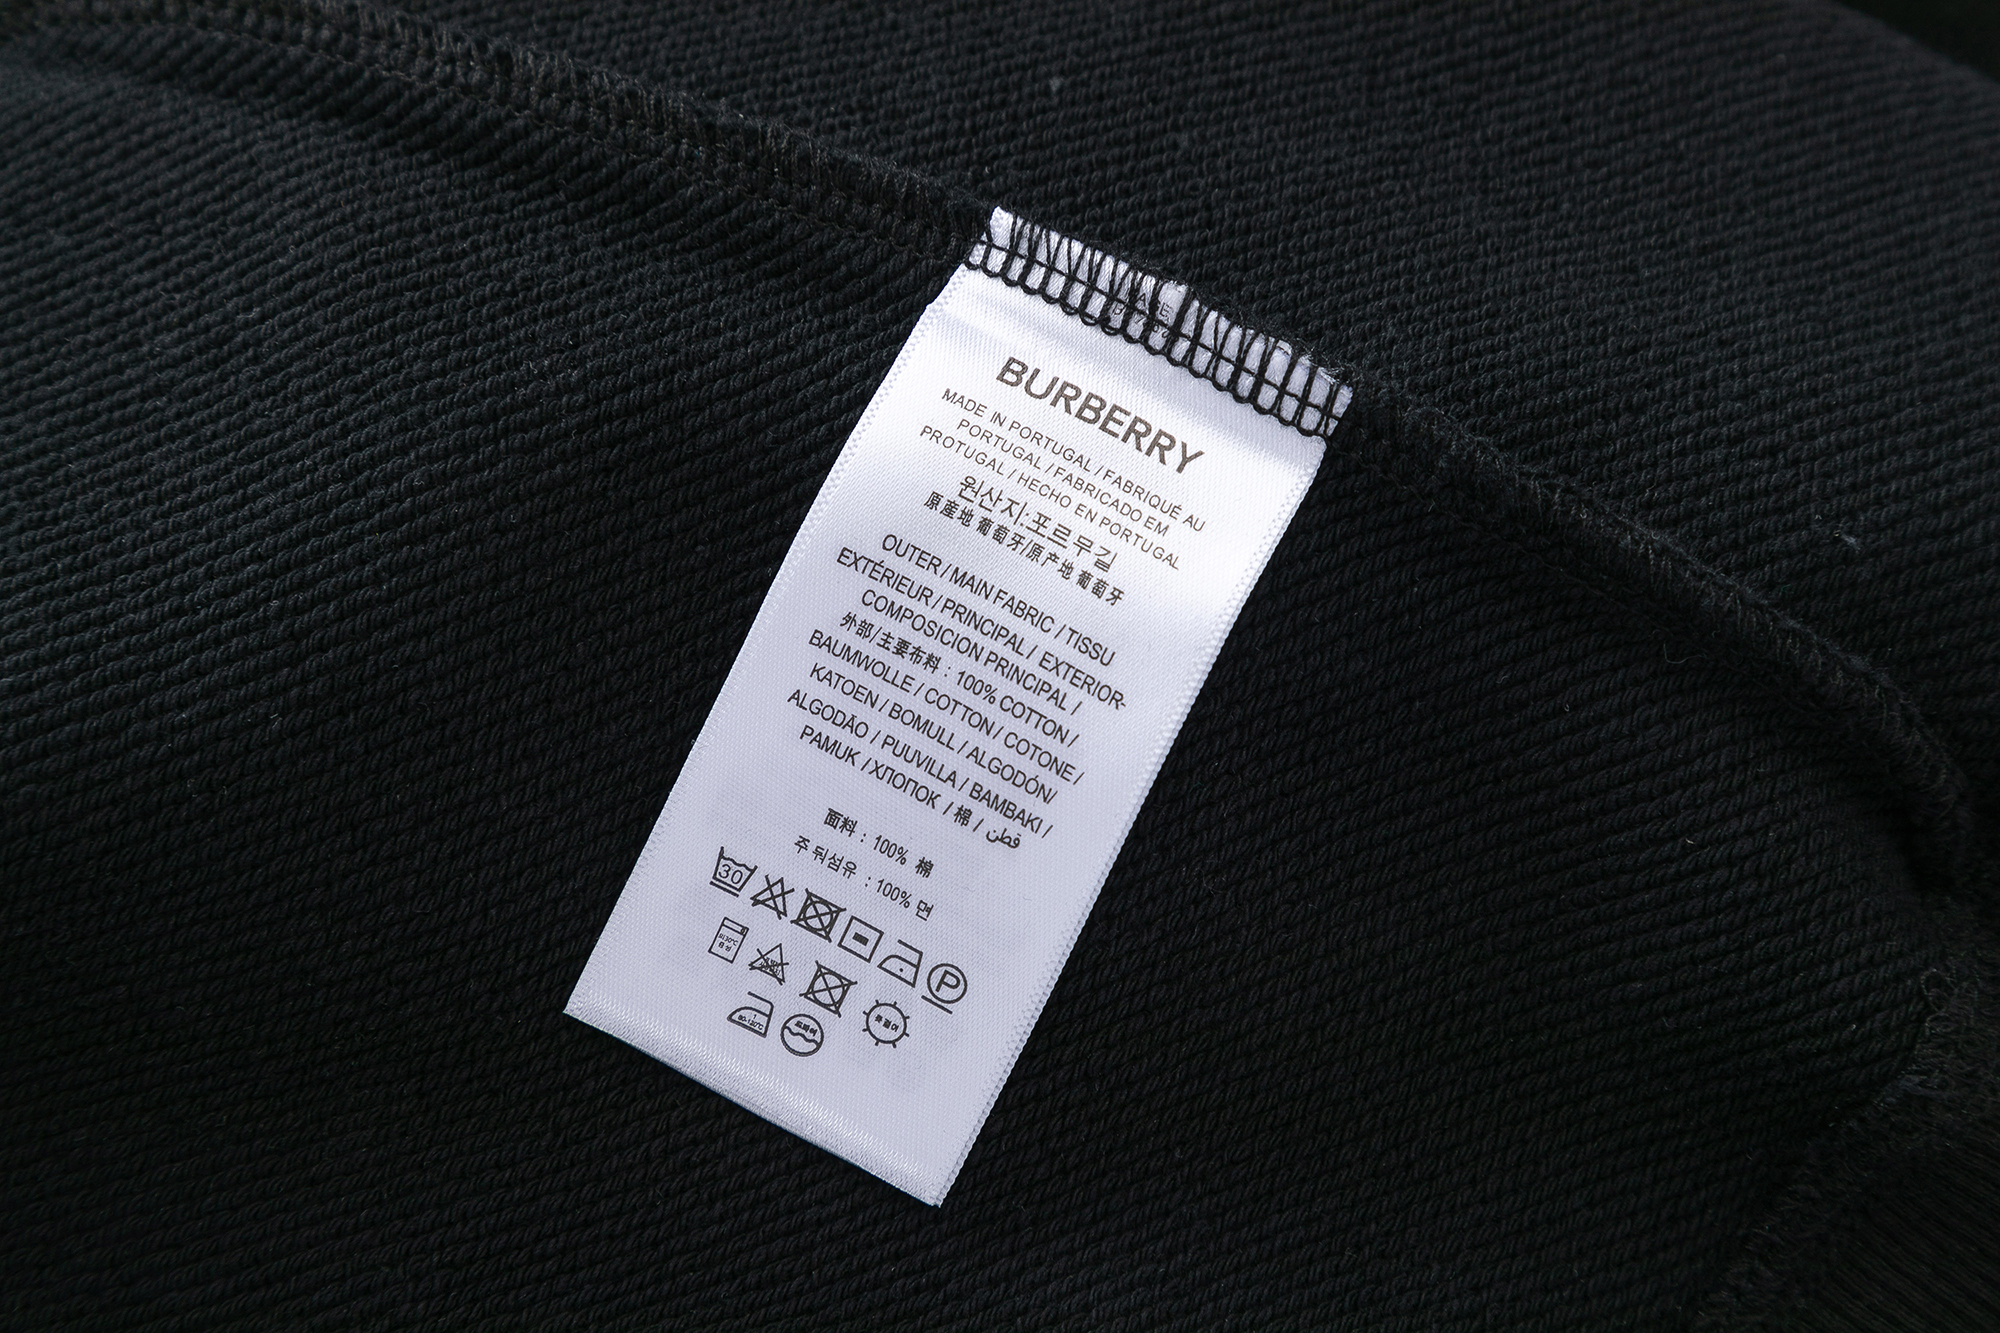 BURBERRY
MADE IN PORTUGAL / FABRIQUÉ AU
PORTUGAL / FABRICADO EM
PROTUGAL / HECHO EN PORTUGAL
원산지:포르무길
原産地 葡萄牙/原产地 葡萄牙
OUTER / MAIN FABRIC / TISSU
EXTÉRIEUR / PRINCIPAL / EXTERIOR-
COMPOSICION PRINCIPAL /
外部/主要布料 : 100% COTTON /
BAUMWOLLE / COTTON / COTONE /
KATOEN / BOMULL / ALGODÓN/
ALGODÃO / PUUVILLA / BAMBAKI /
PAMUK / ХЛОПОК / 棉 / قطن
面料 : 100% 棉
주 뒤섬유 : 100% 면
30
P